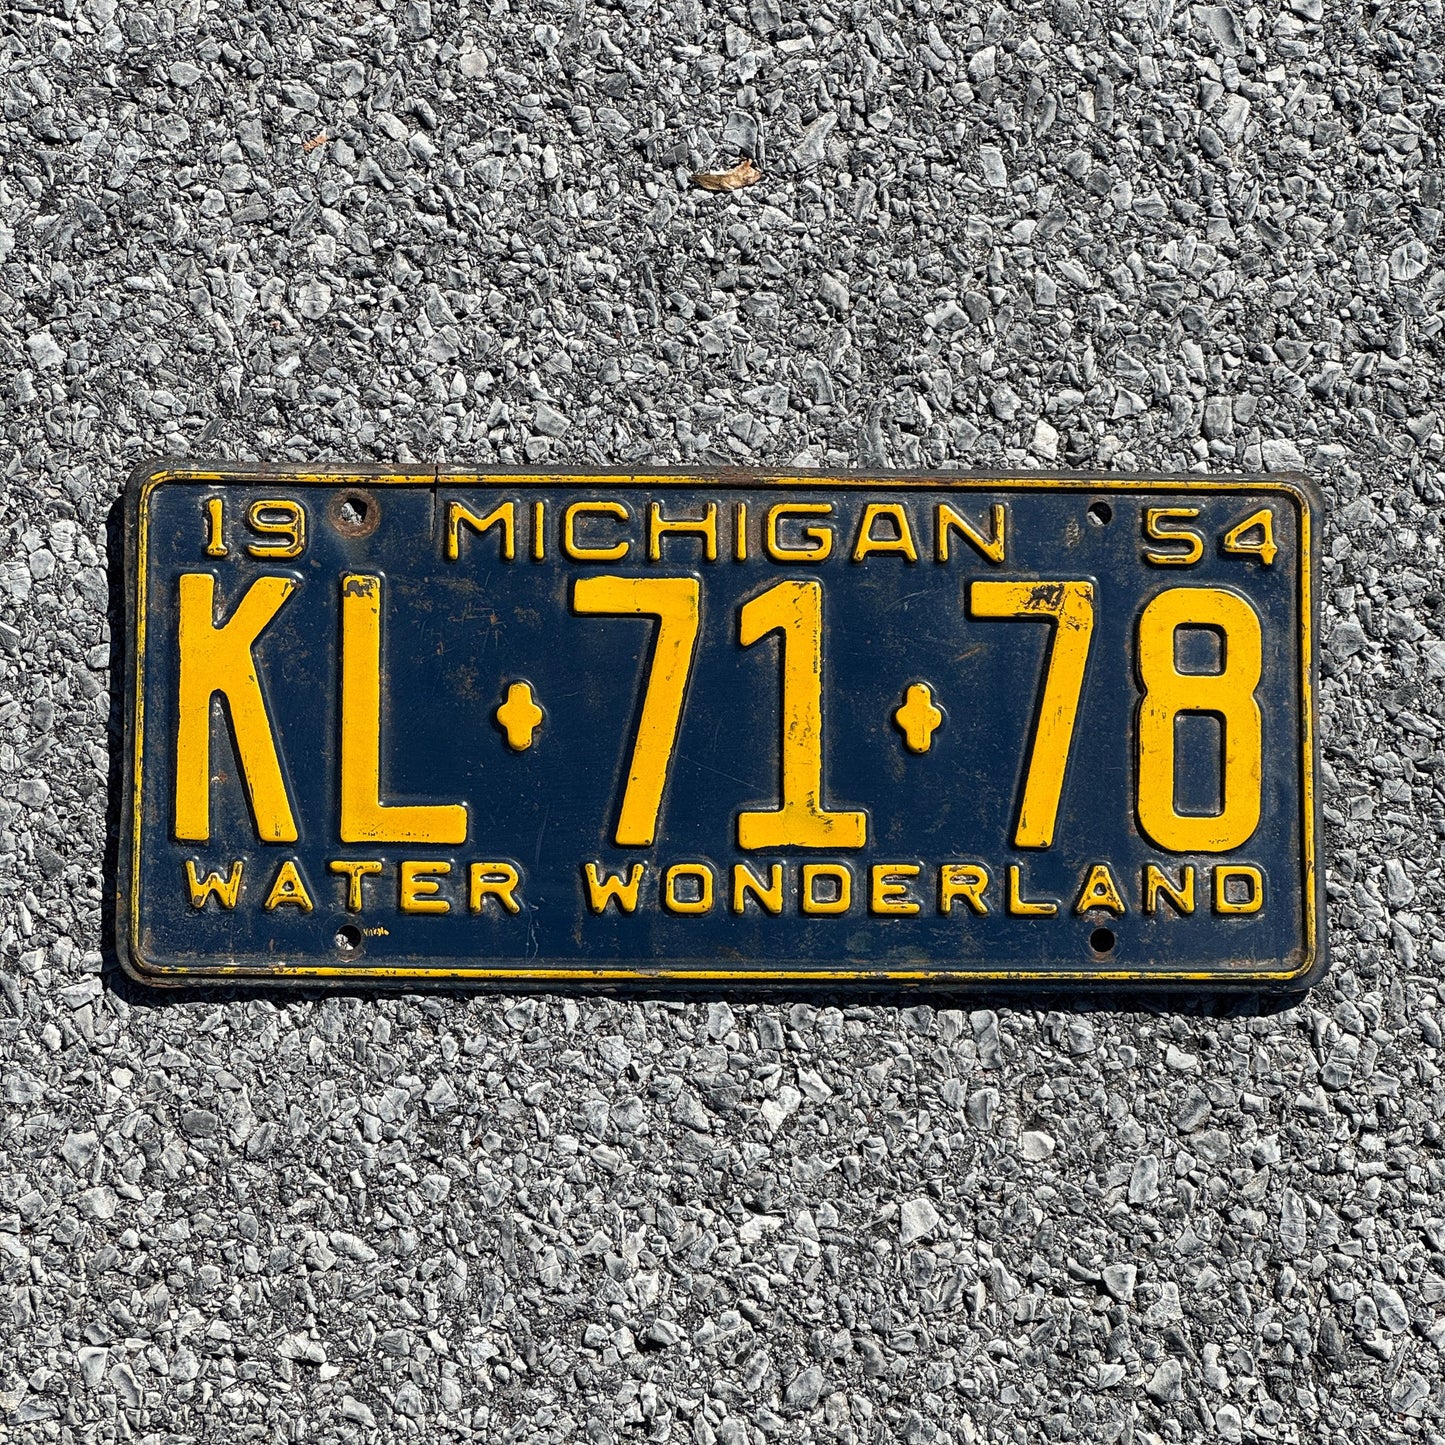 19 MICHIGAN 54
KL·71·78
WATER WONDERLAND